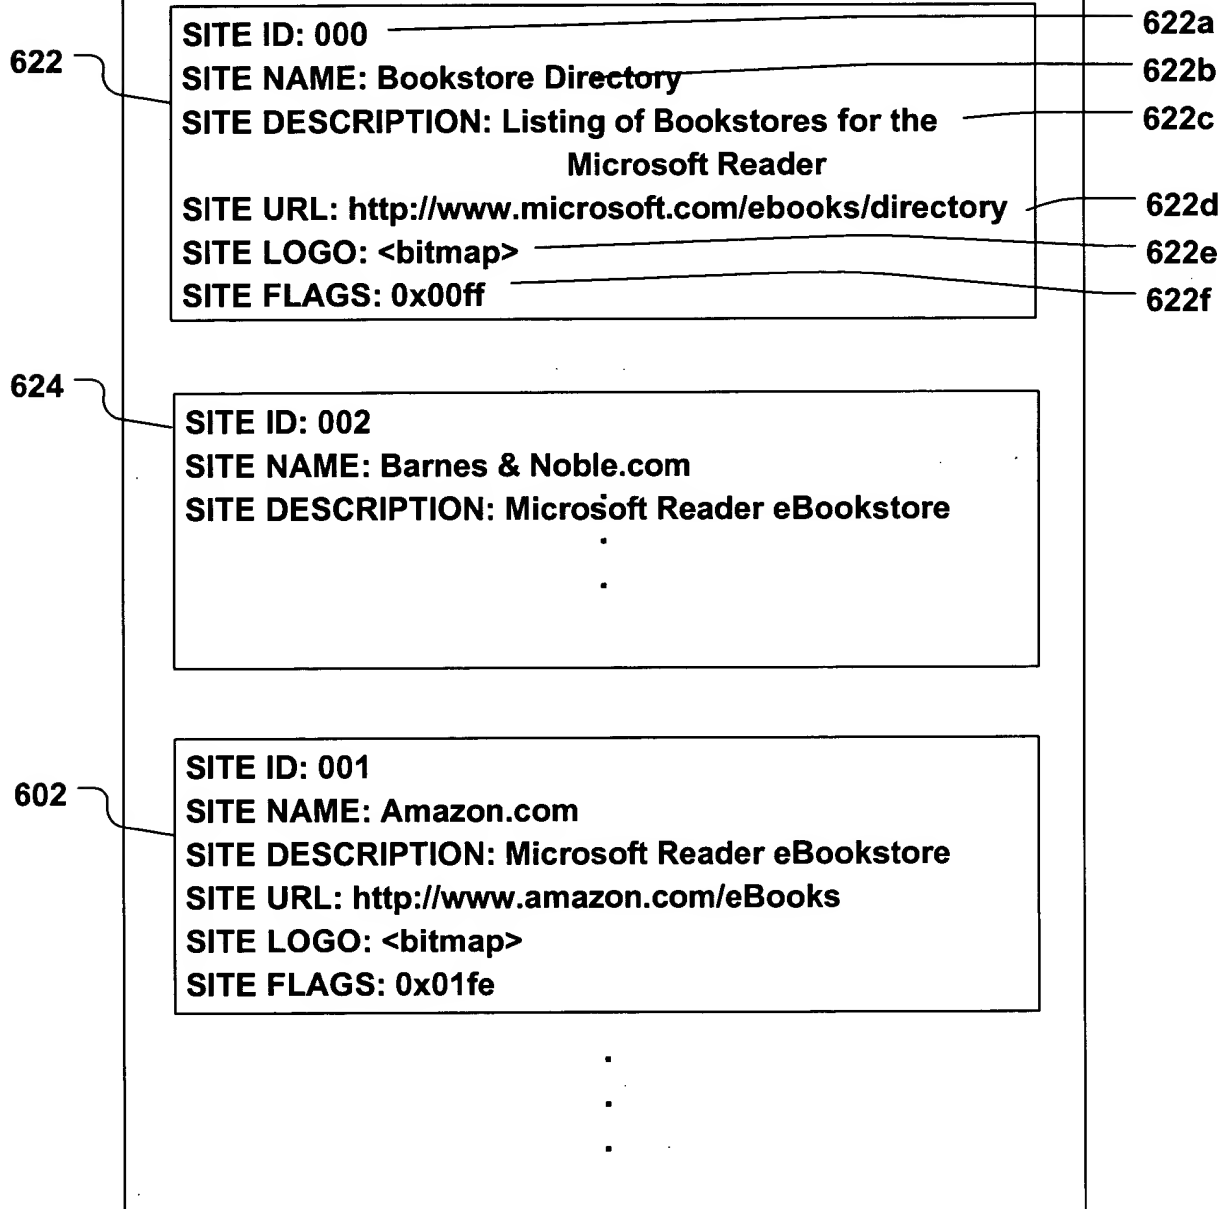 SITE ID: 000 622a
622 SITE NAME: Bookstore Directory 622b
SITE DESCRIPTION: Listing of Bookstores for the 622c
Microsoft Reader
SITE URL: http://www.microsoft.com/ebooks/directory 622d
SITE LOGO: <bitmap> 622e
SITE FLAGS: 0x00ff 622f
624
SITE ID: 002
SITE NAME: Barnes & Noble.com
SITE DESCRIPTION: Microsoft Reader eBookstore
.
.
.
602
SITE ID: 001
SITE NAME: Amazon.com
SITE DESCRIPTION: Microsoft Reader eBookstore
SITE URL: http://www.amazon.com/eBooks
SITE LOGO: <bitmap>
SITE FLAGS: 0x01fe
.
.
.